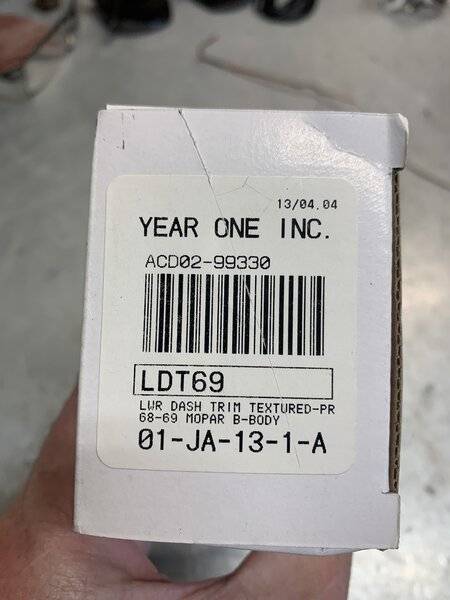 13/04.04
YEAR ONE INC.
ACD02-99330
LDT69
LWR DASH TRIM TEXTURED-PR
68-69 MOPAR B-BODY
01-JA-13-1-A